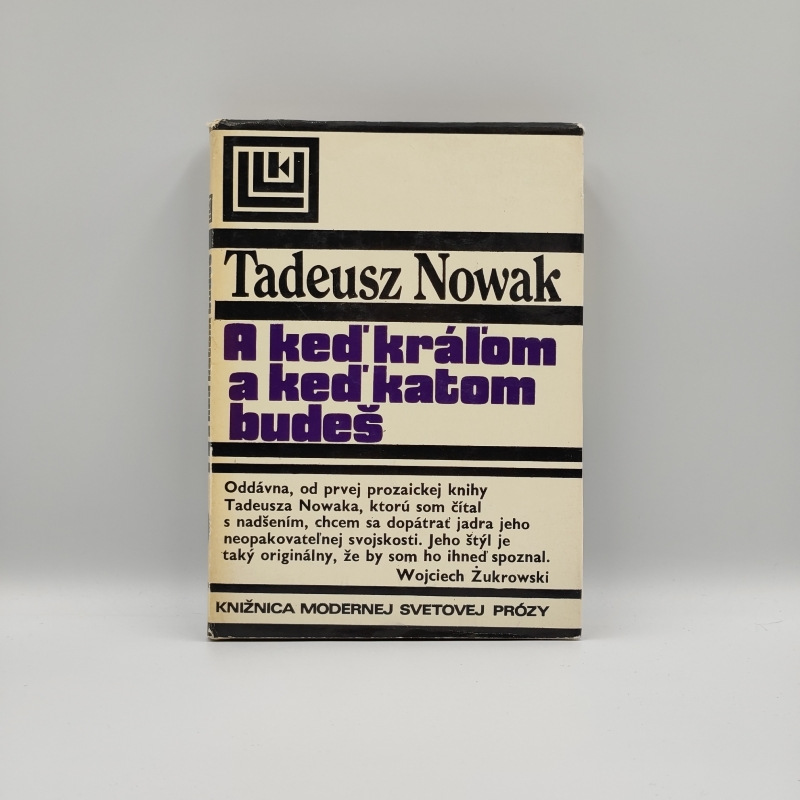 Tadeusz Nowak
A keď kráľom
a keď katom
budeš
Oddávna, od prvej prozaickej knihy
Tadeusza Nowaka, ktorú som čítal
s nadšením, chcem sa dopátrať jadra jeho
neopakovateľnej svojskosti. Jeho štýl je
taký originálny, že by som ho ihneď spoznal.
Wojciech Żukrowski
KNIŽNICA MODERNEJ SVETOVEJ PRÓZY